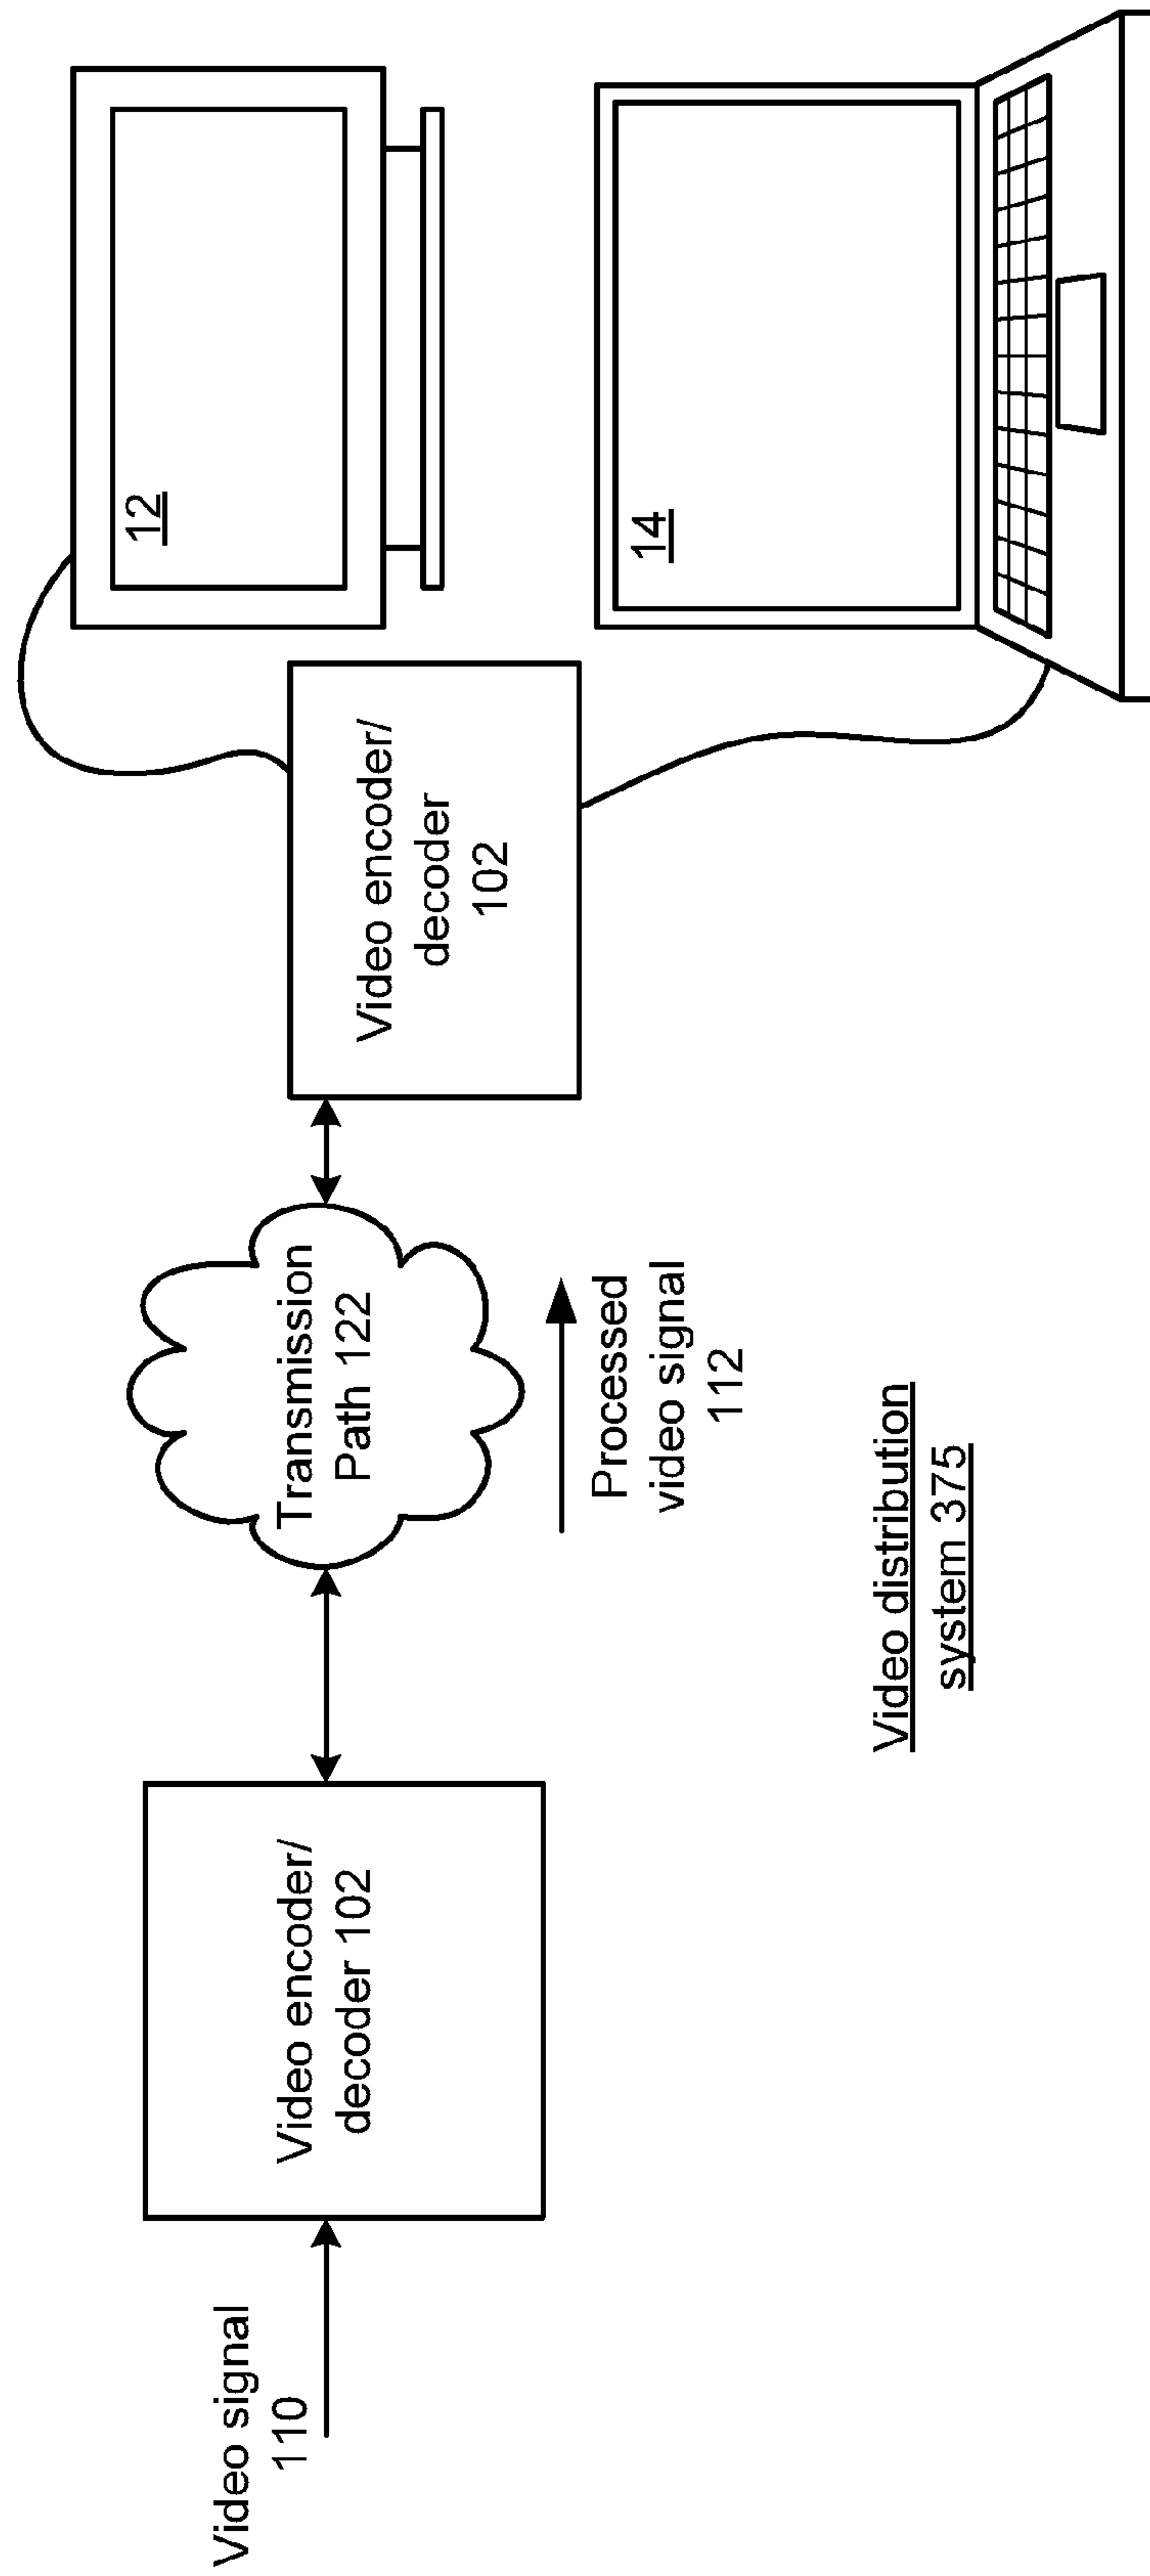 Video signal
110
Video encoder/
decoder 102
Transmission
Path 122
Processed
video signal
112
Video encoder/
decoder
102
12
14
Video distribution
system 375